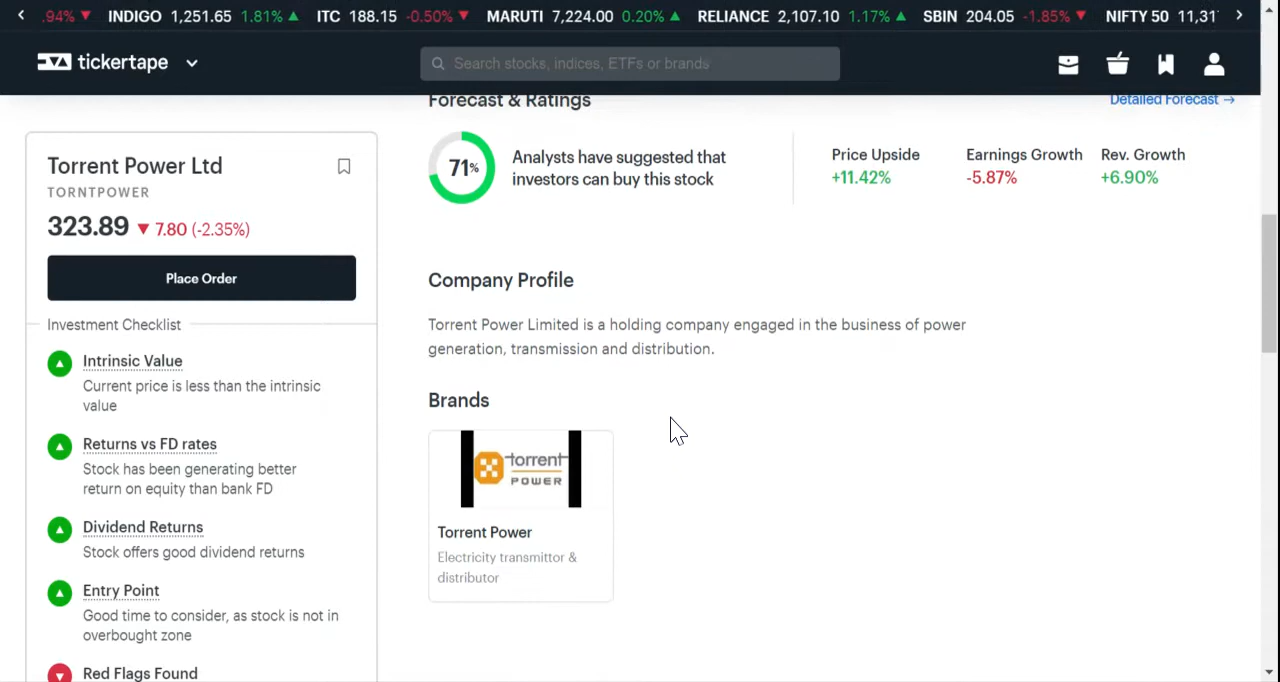 .94% ▼ INDIGO 1,251.65 1.81% ▲ ITC 188.15 -0.50% ▼ MARUTI 7,224.00 0.20% ▲ RELIANCE 2,107.10 1.17% ▲ SBIN 204.05 -1.85% ▼ NIFTY 50 11,31
tickertape
Search stocks, indices, ETFs or brands
Forecast & Ratings
Detailed Forecast →
71%
Analysts have suggested that
investors can buy this stock
Price Upside
+11.42%
Earnings Growth
-5.87%
Rev. Growth
+6.90%
Torrent Power Ltd
TORNTPOWER
323.89 ▼ 7.80 (-2.35%)
Place Order
Investment Checklist
Intrinsic Value
Current price is less than the intrinsic
value
Returns vs FD rates
Stock has been generating better
return on equity than bank FD
Dividend Returns
Stock offers good dividend returns
Entry Point
Good time to consider, as stock is not in
overbought zone
Red Flags Found
Company Profile
Torrent Power Limited is a holding company engaged in the business of power
generation, transmission and distribution.
Brands
torrent
POWER
Torrent Power
Electricity transmittor &
distributor